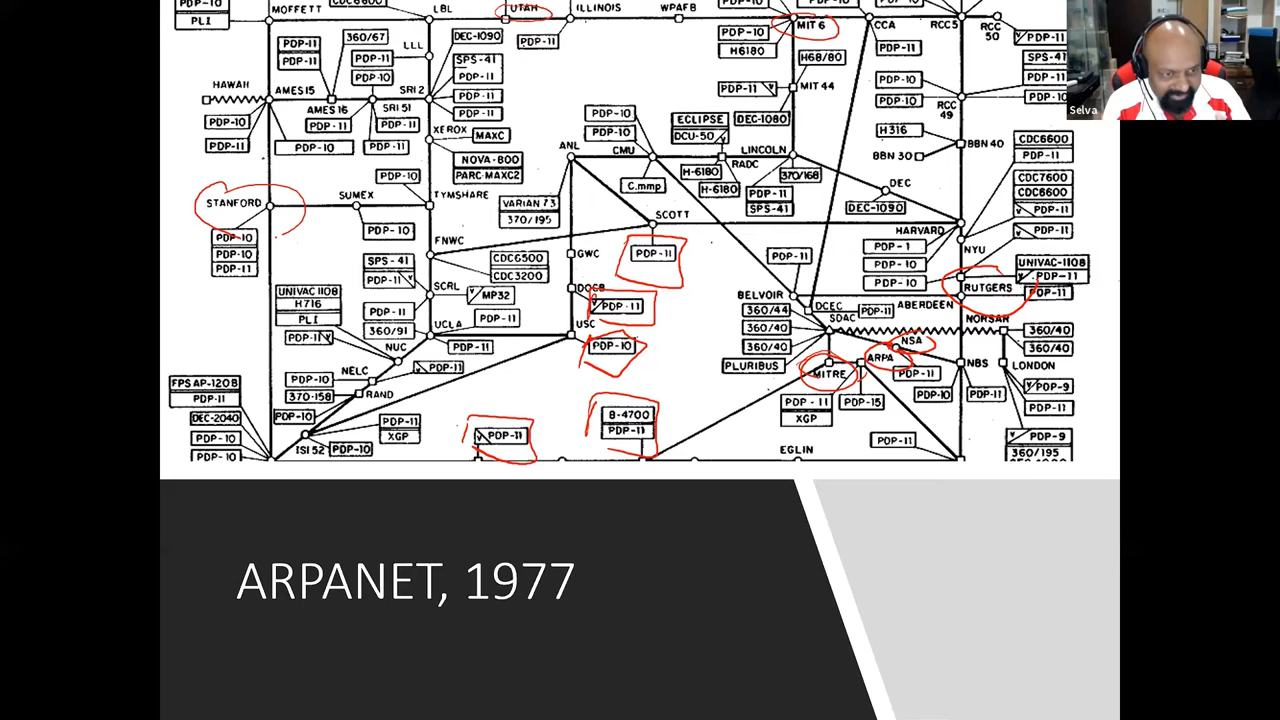 PDP-10
PLI
MOFFETT
CDC6600
LBL
UTAH
ILLINOIS
WPAFB
PDP-11
PDP-10
H6180
MIT 6
CCA
PDP-11
RCC5
RCC
50
PDP-11
SPS-41
PDP-10
Selva
HAWAII
PDP-11
PDP-11
360/67
LLL
PDP-11
PDP-10
DEC-1090
SPS-41
PDP-11
PDP-11
PDP-11
AMES15
AMES16
PDP-11
SRI 51
PDP-11
SRI 2
PDP-10
PDP-11
PDP-10
PDP-11
XEROX
MAXC
NOVA-800
PARC-MAXC2
H68/80
PDP-11
MIT 44
DEC-1080
PDP-10
PDP-10
RCC
49
H316
BBN 30
BBN 40
PDP-10
PDP-10
ECLIPSE
DCU-50
ANL
CMU
C.mmp
RADC
H-6180
H-6180
LINCOLN
370/168
PDP-11
SPS-41
DEC
DEC-1090
CDC6600
PDP-11
CDC7600
CDC6600
PDP-11
PDP-11
STANFORD
PDP-10
PDP-10
PDP-11
SUMEX
PDP-10
PDP-10
TYMSHARE
VARIAN 73
370/195
SCOTT
PDP-11
HARVARD
PDP-1
PDP-10
PDP-10
NYU
FNWC
CDC6500
CDC3200
GWC
SPS-41
PDP-11
SCRL
MP32
PDP-11
360/91
UCLA
PDP-11
PDP-11
DOCB
PDP-11
USC
PDP-10
PDP-11
BELVOIR
360/44
360/40
360/40
PLURIBUS
DCEC
PDP-11
SDAC
ABERDEEN
RUTGERS
UNIVAC-1108
PDP-11
PDP-11
NORSAR
360/40
360/40
UNIVAC 1108
H716
PLI
PDP-11
NUC
PDP-11
NELC
PDP-10
370-158
RAND
PDP-10
FPS AP-120B
PDP-11
DEC-2040
PDP-10
PDP-10
ISI 52
PDP-10
PDP-11
XGP
PDP-11
B-4700
PDP-11
MITRE
PDP-11
XGP
ARPA
PDP-15
NSA
PDP-11
NBS
PDP-10
PDP-11
LONDON
PDP-9
PDP-11
PDP-9
360/195
EGLIN
PDP-11
ARPANET, 1977